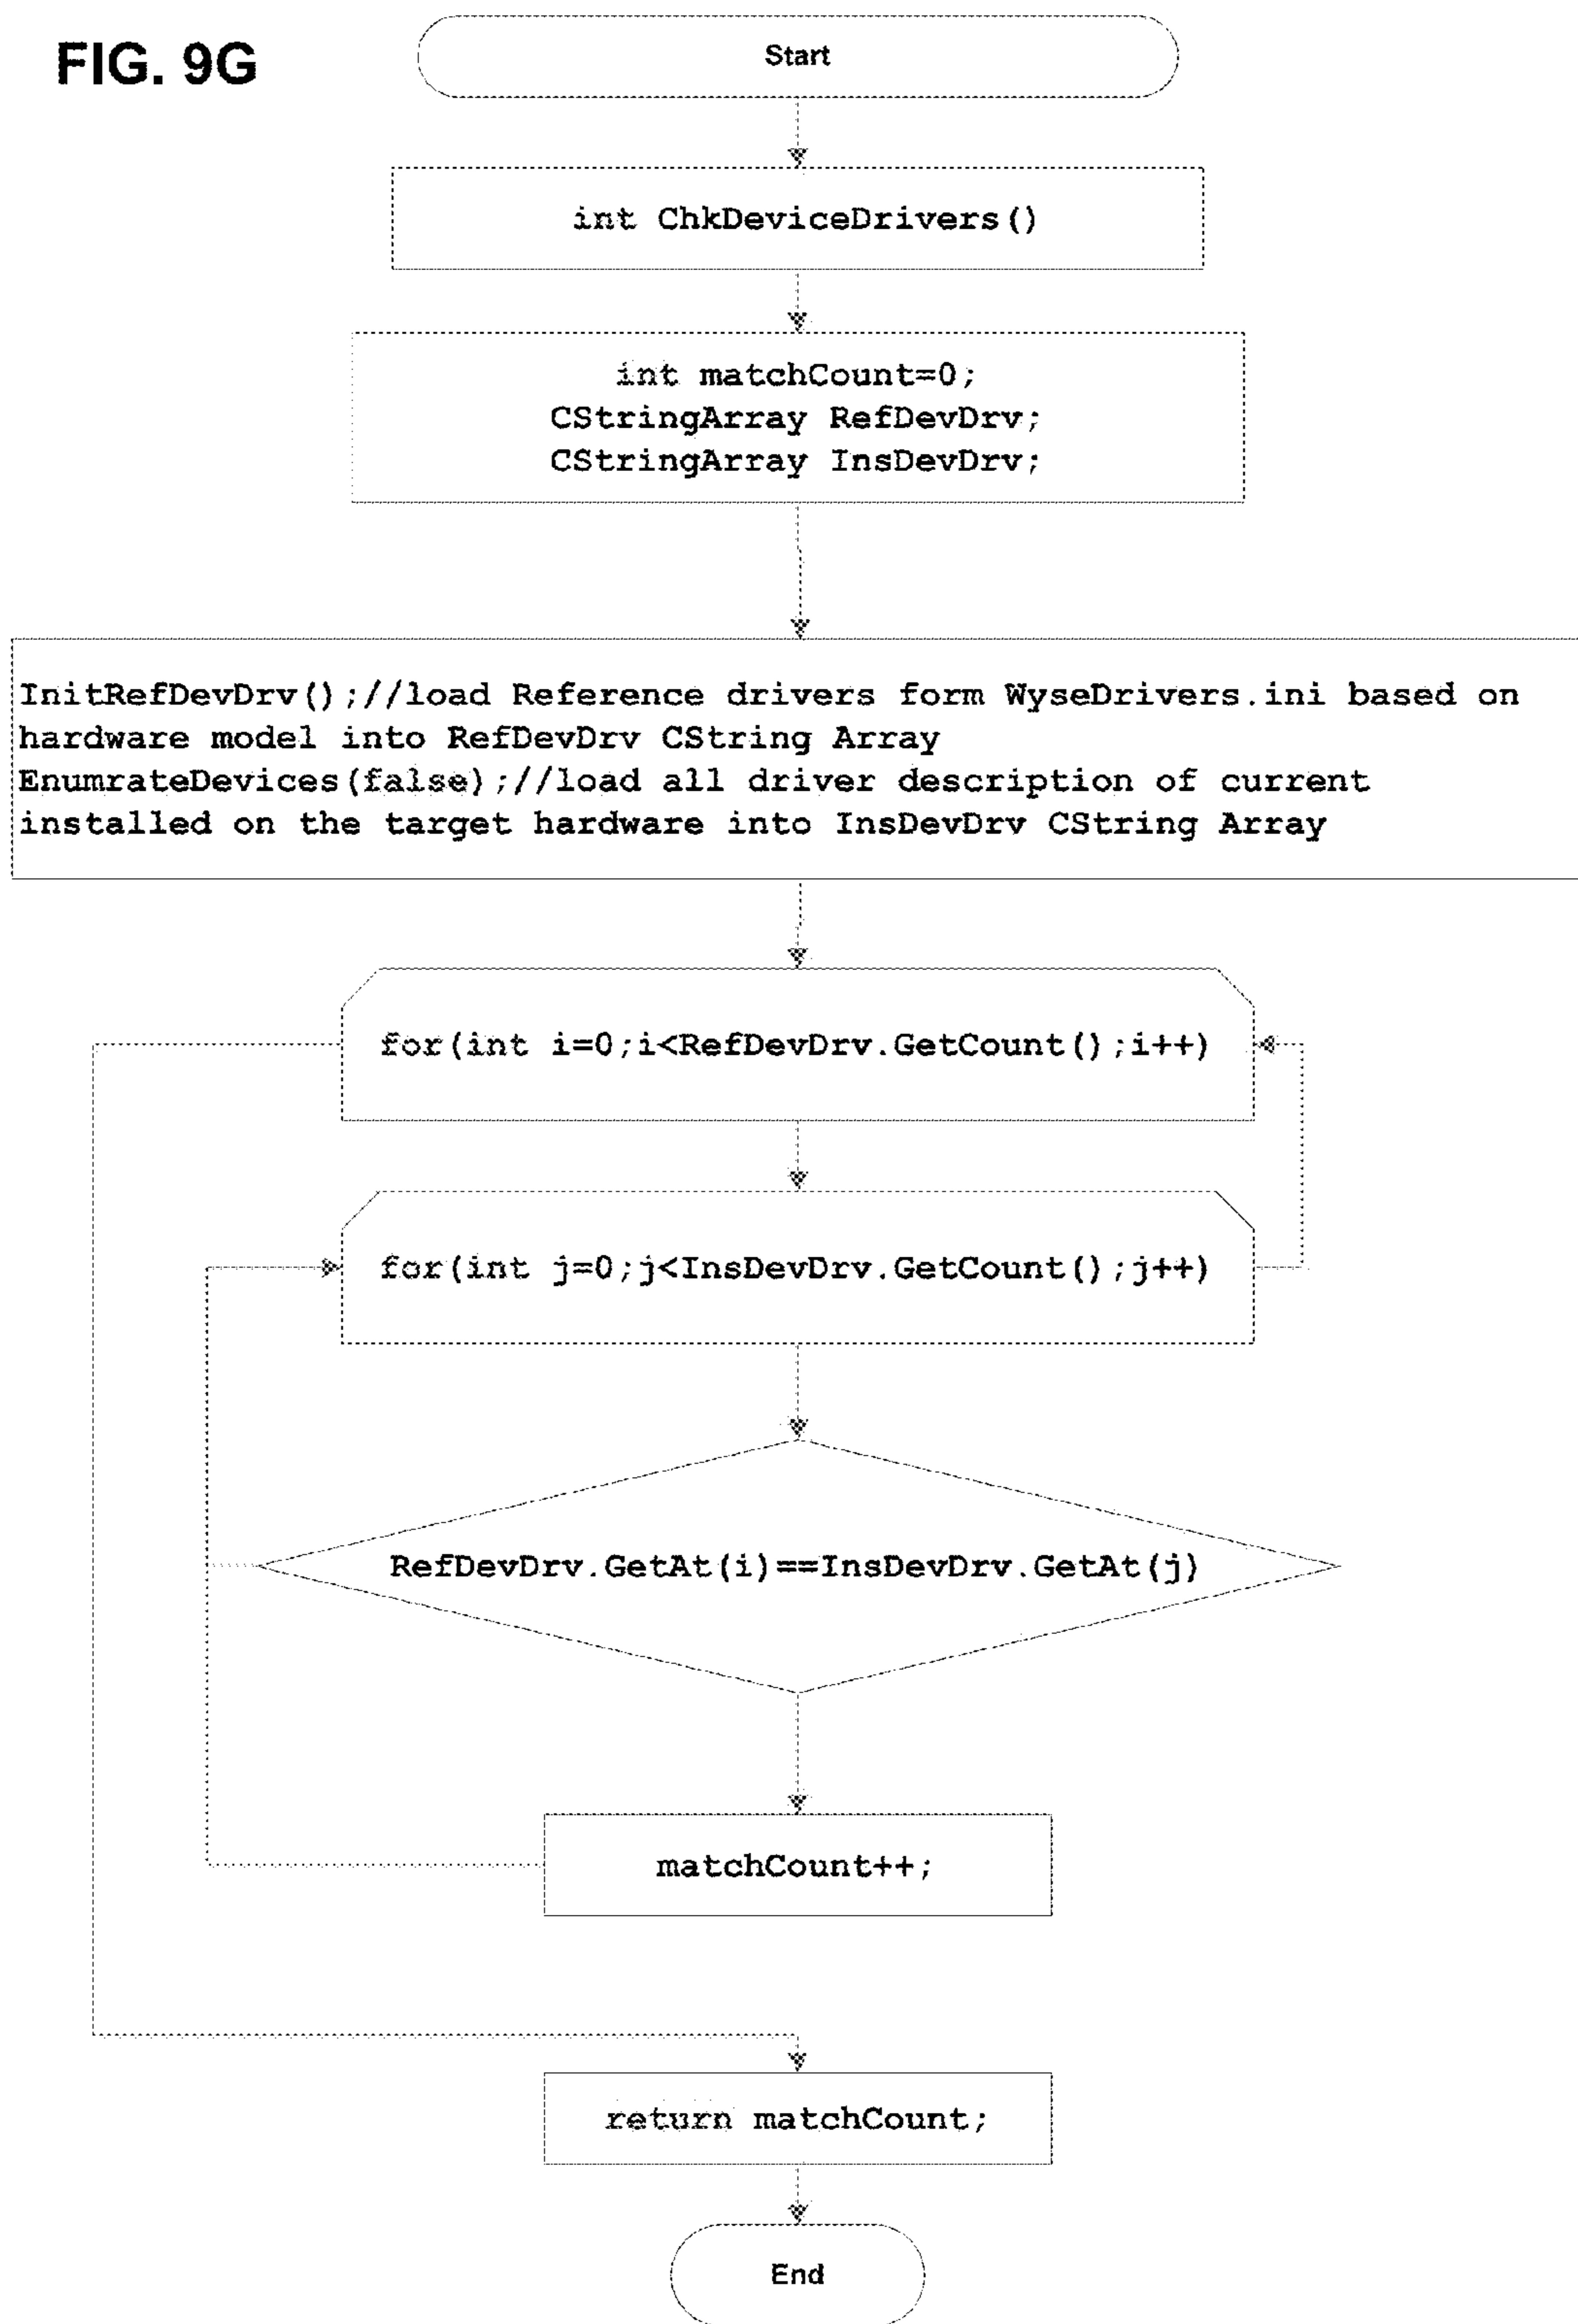 FIG. 9G
Start
int ChkDeviceDrivers()
int matchCount=0;
CStringArray RefDevDrv;
CStringArray InsDevDrv;
InitRefDevDrv();//load Reference drivers form WyseDrivers.ini based on
hardware model into RefDevDrv CString Array
EnumrateDevices(false);//load all driver description of current
installed on the target hardware into InsDevDrv CString Array
for(int i=0;i<RefDevDrv.GetCount();i++)
for(int j=0;j<InsDevDrv.GetCount();j++)
RefDevDrv.GetAt(i)==InsDevDrv.GetAt(j)
matchCount++;
return matchCount;
End